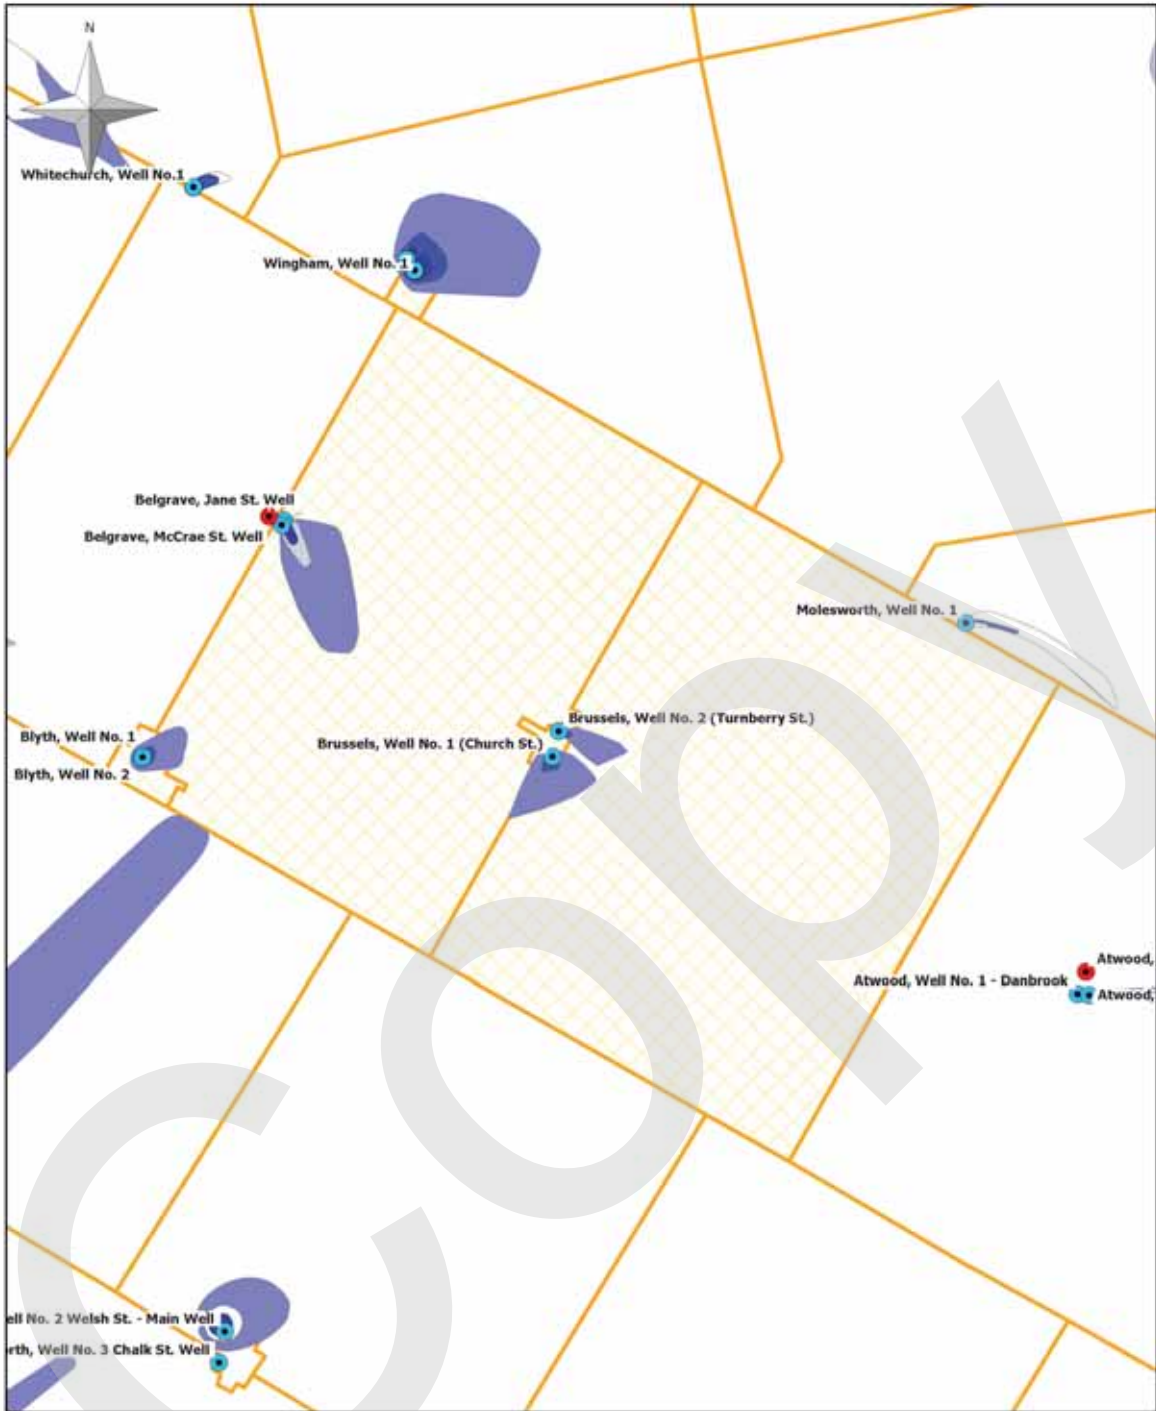 N
Whitechurch, Well No.1
Wingham, Well No. 1
Belgrave, Jane St. Well
Belgrave, McCrae St. Well
Molesworth, Well No. 1
Brussels, Well No. 2 (Turnberry St.)
Blyth, Well No. 1
Brussels, Well No. 1 (Church St.)
Blyth, Well No. 2
Atwood,
Atwood, Well No. 1 - Danbrook
Atwood,
ell No. 2 Welsh St. - Main Well
rth, Well No. 3 Chalk St. Well
Copy